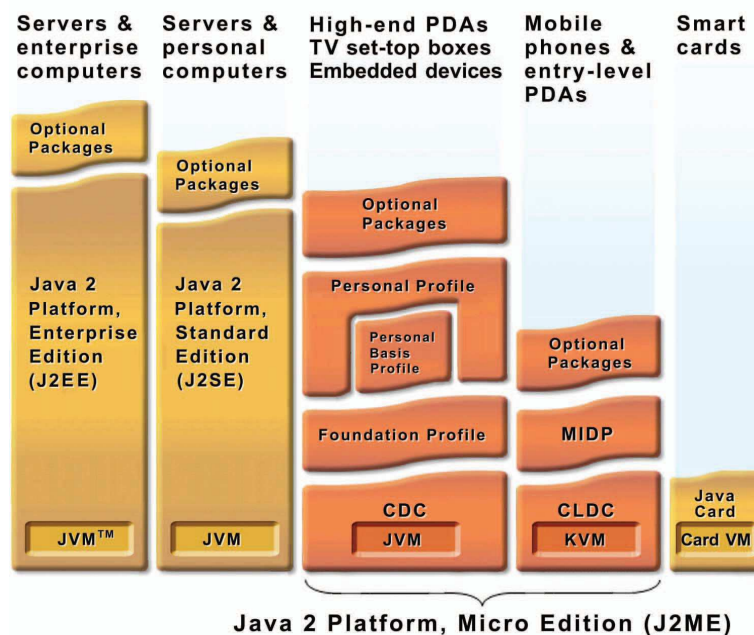 Servers &
enterprise
computers
Servers &
personal
computers
High-end PDAs
TV set-top boxes
Embedded devices
Mobile
phones &
entry-level
PDAs
Smart
cards
Optional
Packages
Java 2
Platform,
Enterprise
Edition
(J2EE)
JVM™
Optional
Packages
Java 2
Platform,
Standard
Edition
(J2SE)
JVM
Optional
Packages
Personal Profile
Personal
Basis
Profile
Foundation Profile
CDC
JVM
Optional
Packages
MIDP
CLDC
KVM
Java
Card
Card VM
Java 2 Platform, Micro Edition (J2ME)